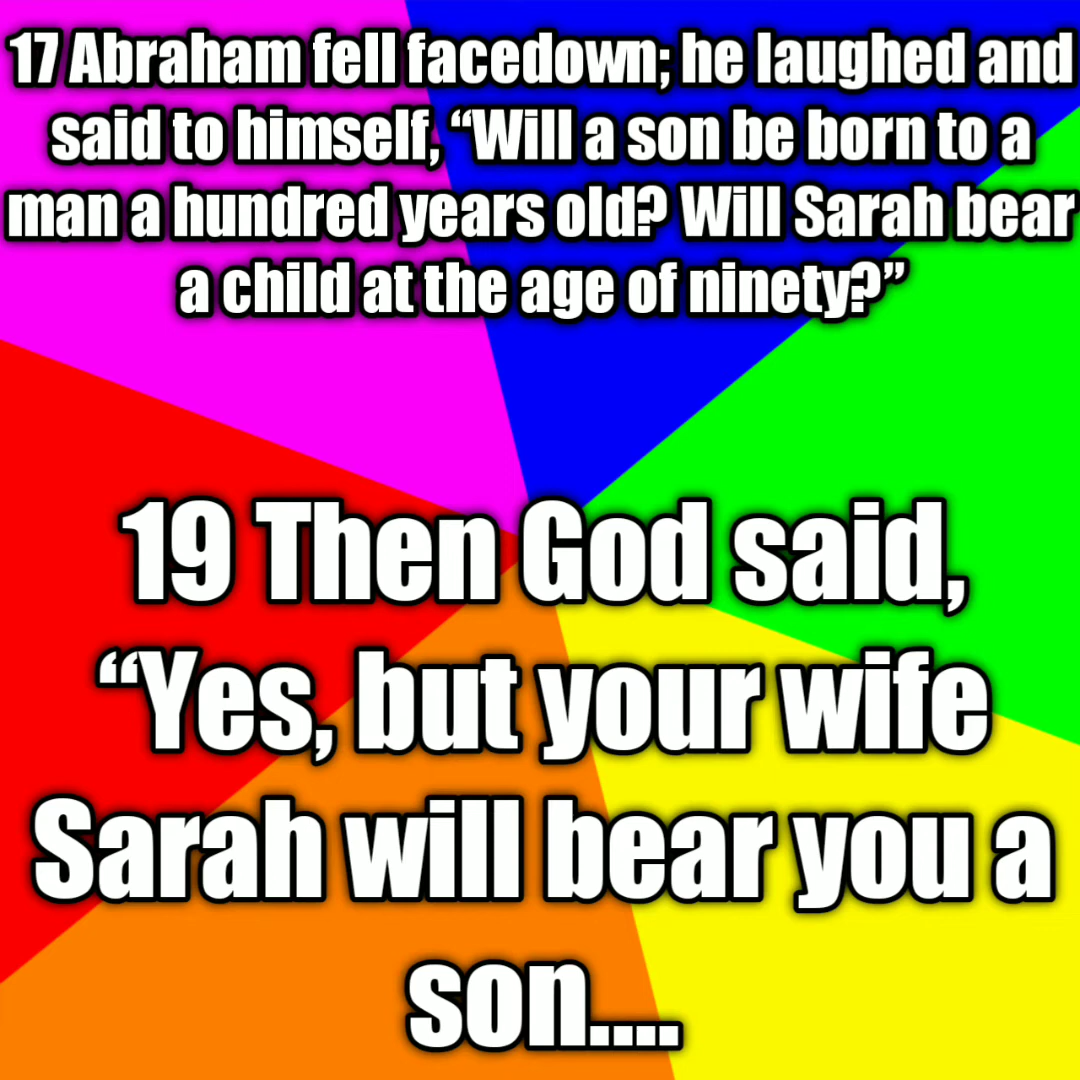 17 Abraham fell facedown; he laughed and
said to himself, “Will a son be born to a
man a hundred years old? Will Sarah bear
a child at the age of ninety?”
19 Then God said,
“Yes, but your wife
Sarah will bear you a
son....